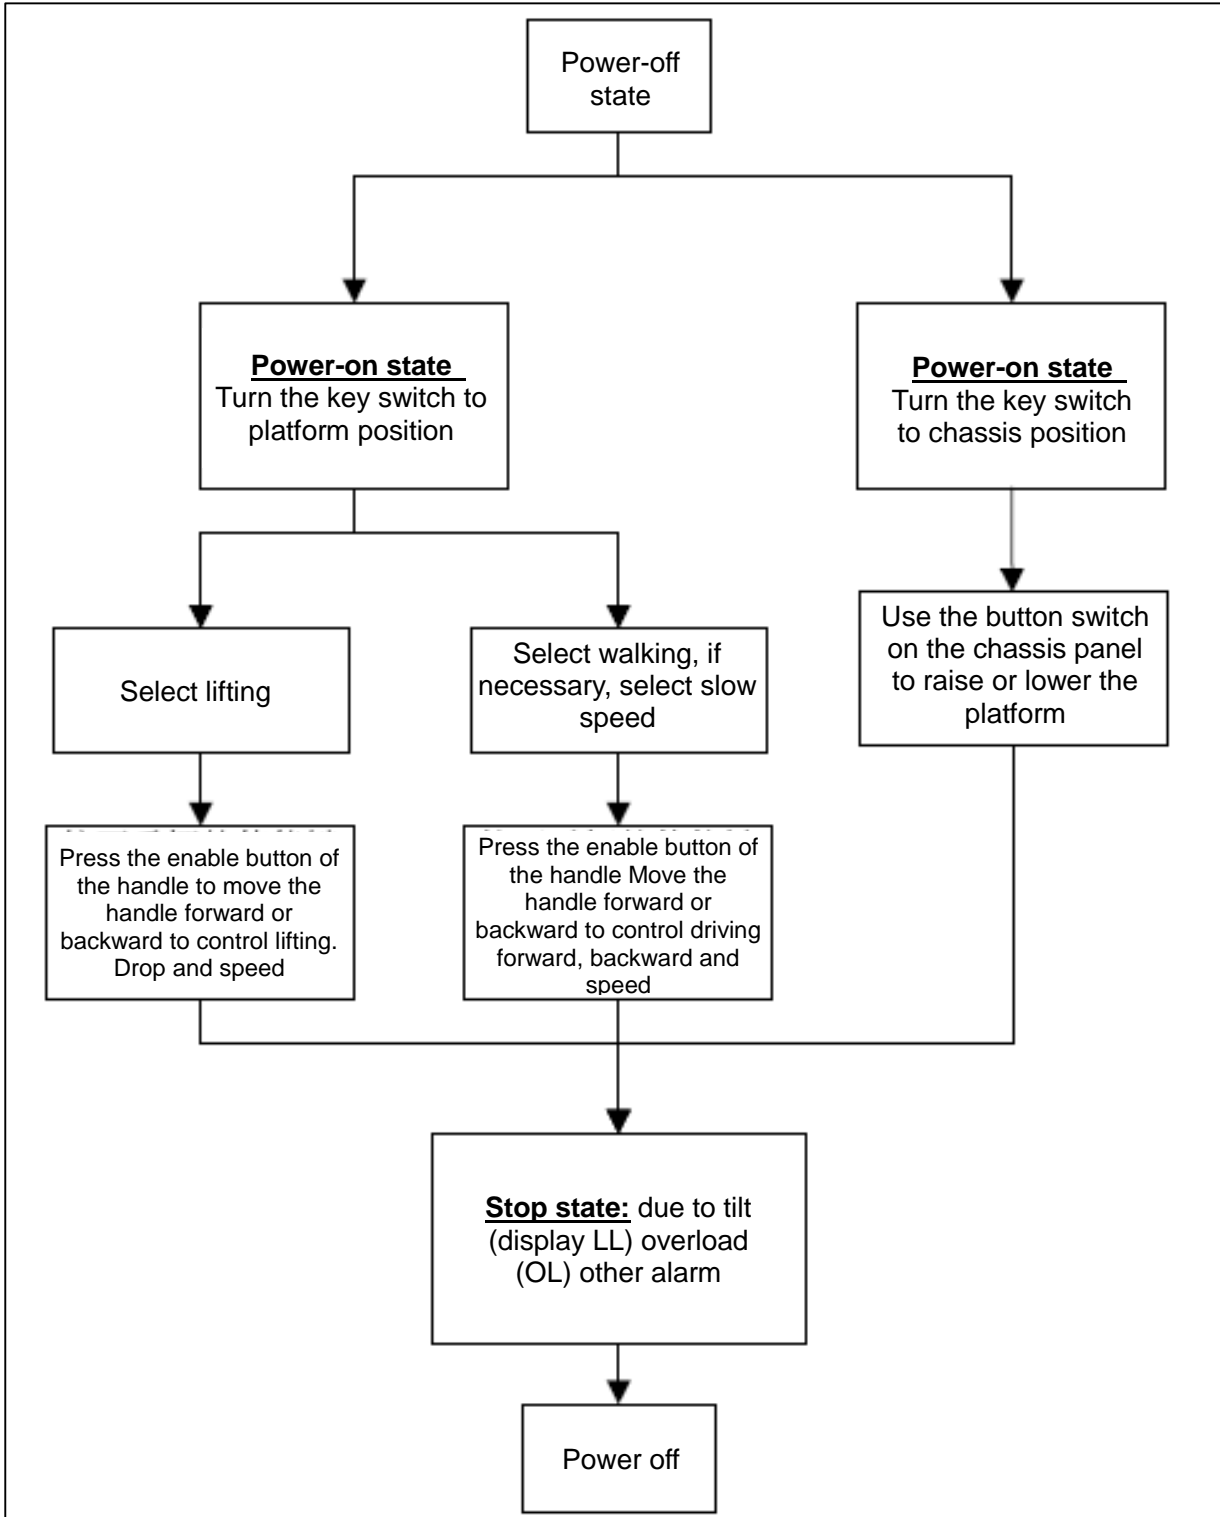 Power-off
state
Power-on state
Turn the key switch to
platform position
Power-on state
Turn the key switch
to chassis position
Select lifting
Select walking, if
necessary, select slow
speed
Use the button switch
on the chassis panel
to raise or lower the
platform
Press the enable button of
the handle to move the
handle forward or
backward to control lifting.
Drop and speed
Press the enable button of
the handle Move the
handle forward or
backward to control driving
forward, backward and
speed
Stop state: due to tilt
(display LL) overload
(OL) other alarm
Power off